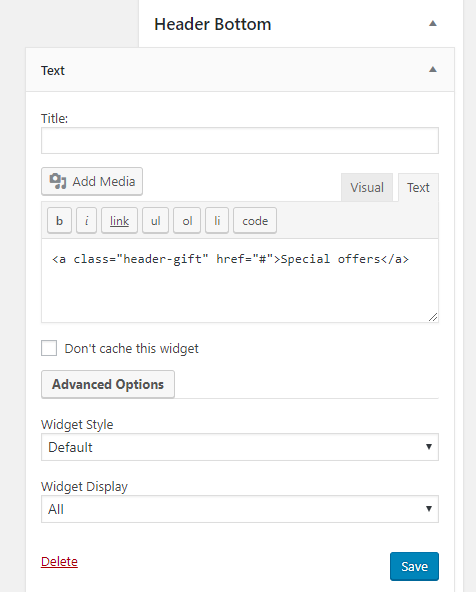 Header Bottom
Text
Title:
Add Media
Visual Text
b i link ul ol li code
<a class="header-gift" href="#">Special offers</a>
Don't cache this widget
Advanced Options
Widget Style
Default
Widget Display
All
Delete Save